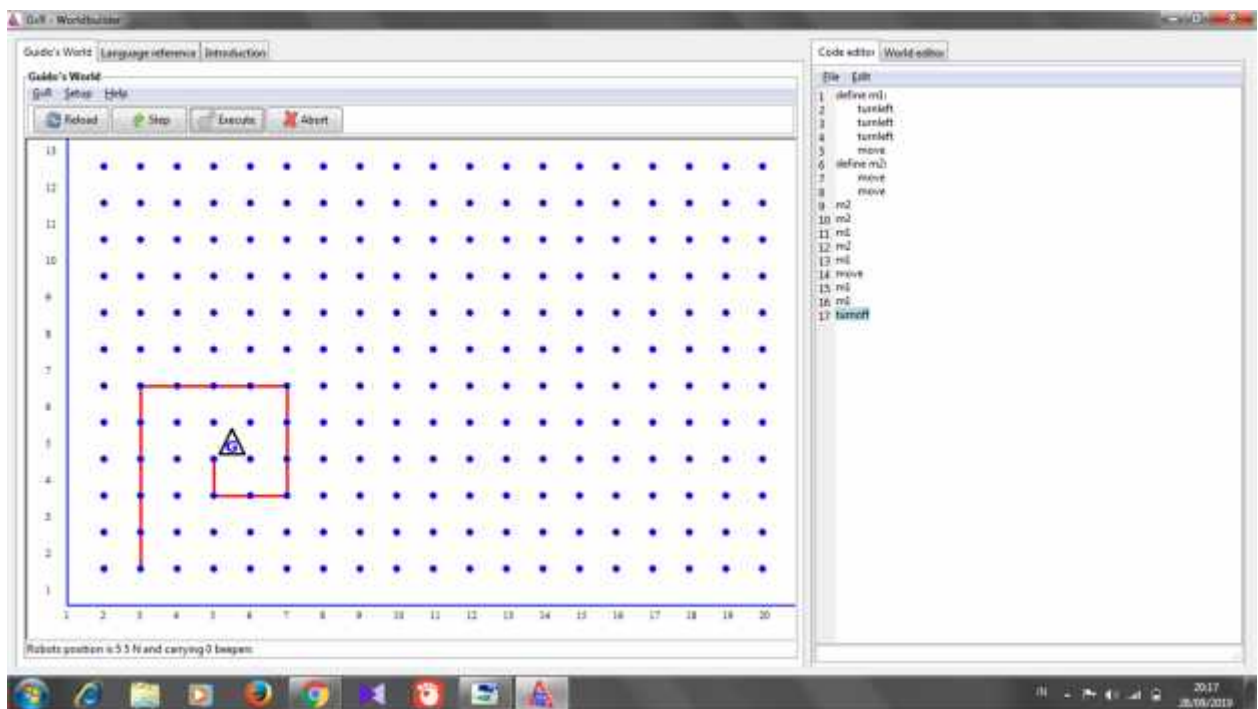 GvR - Worldbuilder
Guido's World Language reference Introduction
Guido's World
GvR Setup Help
Reload Step Execute Abort
13
12
11
10
9
8
7
6
5
4
3
2
1
1 2 3 4 5 6 7 8 9 10 11 12 13 14 15 16 17 18 19 20
G
Robots position is 5 5 N and carrying 0 beepers
Code editor World editor
File Edit
1 define m1:
2 turnleft
3 turnleft
4 turnleft
5 move
6 define m2:
7 move
8 move
9 m2
10 m2
11 m1
12 m2
13 m1
14 move
15 m1
16 m1
17 turnoff
IN
20:17